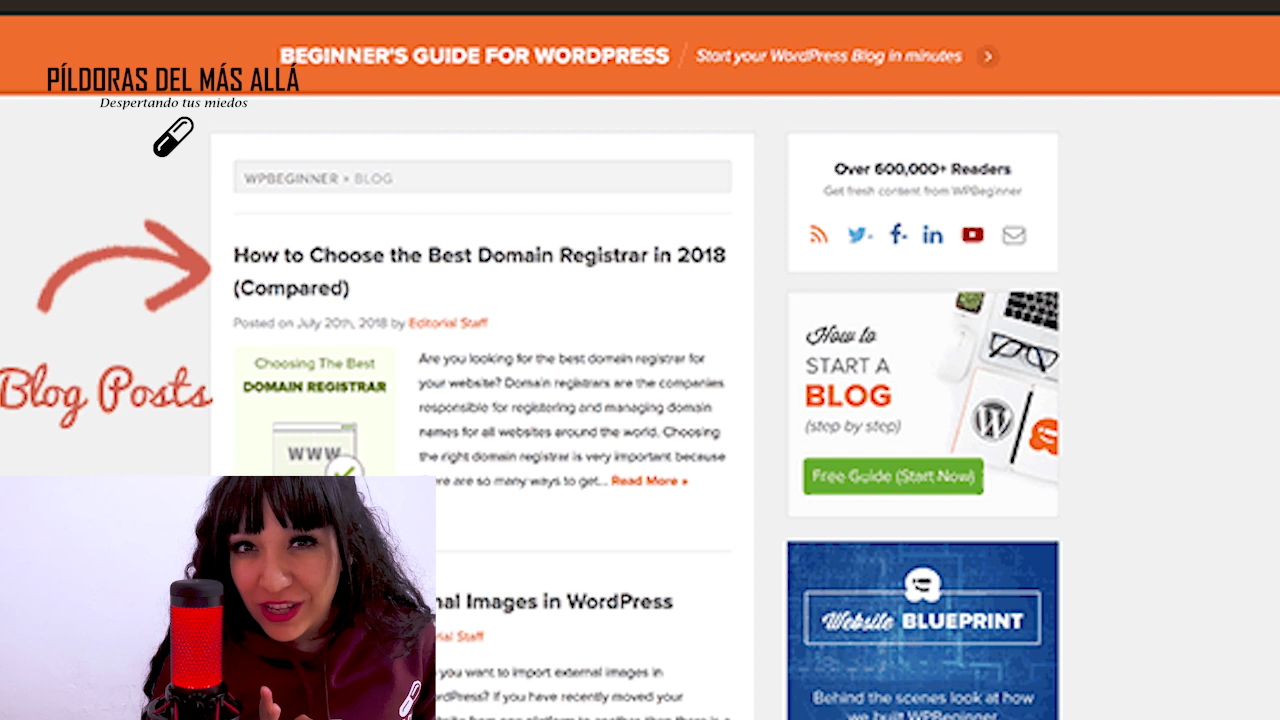 BEGINNER'S GUIDE FOR WORDPRESS
Start your WordPress Blog in minutes
PÍLDORAS DEL MÁS ALLÁ
Despertando tus miedos
WPBEGINNER » BLOG
How to Choose the Best Domain Registrar in 2018
(Compared)
Posted on July 20th, 2018 by Editorial Staff
Choosing The Best
DOMAIN REGISTRAR
WWW
Are you looking for the best domain registrar for
your website? Domain registrars are the companies
responsible for registering and managing domain
names for all websites around the world. Choosing
the right domain registrar is very important because
are so many ways to get... Read More »
Blog Posts
Images in WordPress
Staff
you want to import external images in
If you have recently moved your
from one platform to another then there is a
Over 600,000+ Readers
Get fresh content from WPBeginner
How to
START A
BLOG
(step by step)
Free Guide (Start Now)
Website BLUEPRINT
Behind the scenes look at how
we built WPBeginner